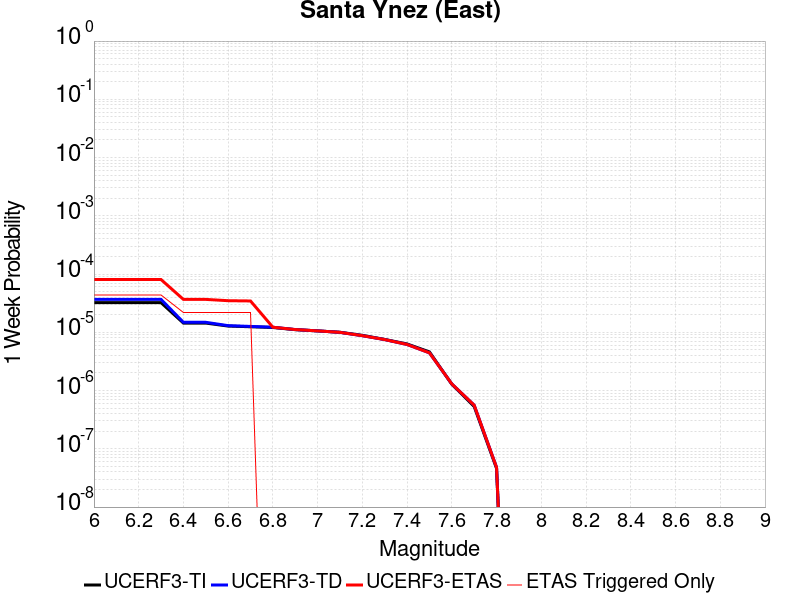 Santa Ynez (East)
10^0
10^-1
10^-2
10^-3
10^-4
10^-5
10^-6
10^-7
10^-8
1 Week Probability
6 6.2 6.4 6.6 6.8 7 7.2 7.4 7.6 7.8 8 8.2 8.4 8.6 8.8 9
Magnitude
UCERF3-TI UCERF3-TD UCERF3-ETAS ETAS Triggered Only